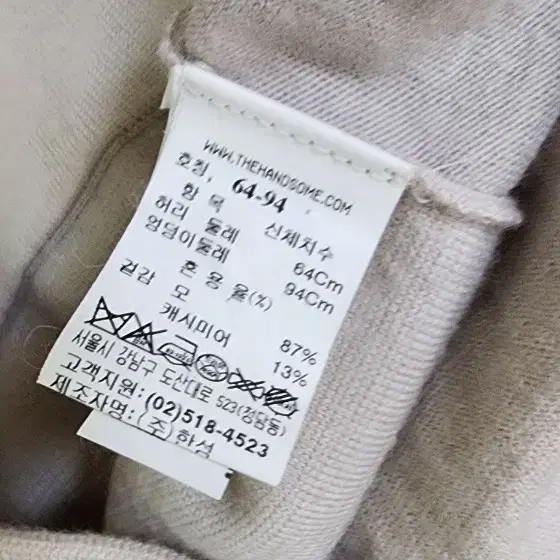 WWW.THEHANDSOME.COM
호칭. 64-94
항 목 신체치수
허리 둘레 64Cm
엉덩이둘레 94Cm
겉감 혼 용 율(%)
모 87%
캐시미어 13%
서울시 강남구 도산대로 523(청담동)
고객지원: (02)518-4523
제조자명: (주) 한섬